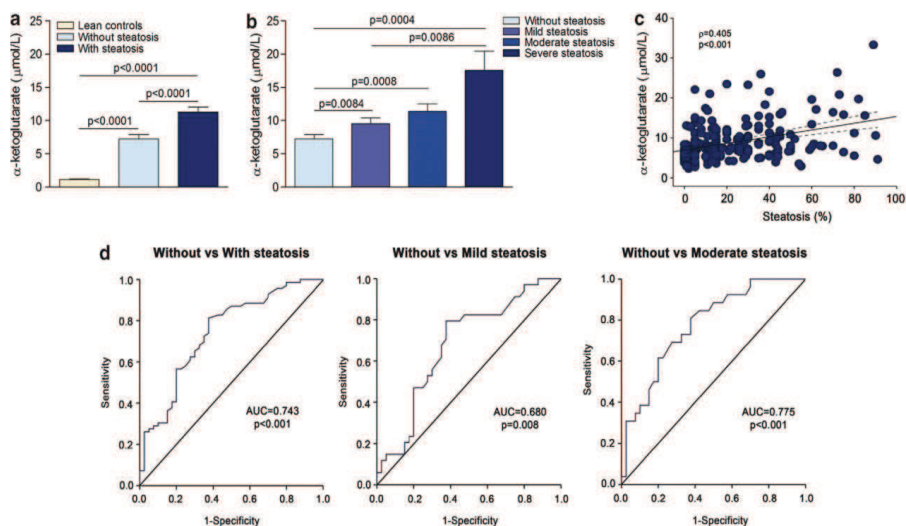 a
Lean controls
Without steatosis
With steatosis
α-ketoglutarate (μmol/L)
25
20
15
10
5
0
p<0.0001
p<0.0001
p<0.0001
b
Without steatosis
Mild steatosis
Moderate steatosis
Severe steatosis
α-ketoglutarate (μmol/L)
25
20
15
10
5
0
p=0.0004
p=0.0086
p=0.0008
p=0.0084
c
ρ=0.405
p<0.001
α-ketoglutarate (μmol/L)
40
30
20
10
0
0 20 40 60 80 100
Steatosis (%)
d
Without vs With steatosis
Sensitivity
1.0
0.8
0.6
0.4
0.2
0.0
AUC=0.743
p<0.001
0.0 0.2 0.4 0.6 0.8 1.0
1-Specificity
Without vs Mild steatosis
Sensitivity
1.0
0.8
0.6
0.4
0.2
0.0
AUC=0.680
p=0.008
0.0 0.2 0.4 0.6 0.8 1.0
1-Specificity
Without vs Moderate steatosis
Sensitivity
1.0
0.8
0.6
0.4
0.2
0.0
AUC=0.775
p<0.001
0.0 0.2 0.4 0.6 0.8 1.0
1-Specificity